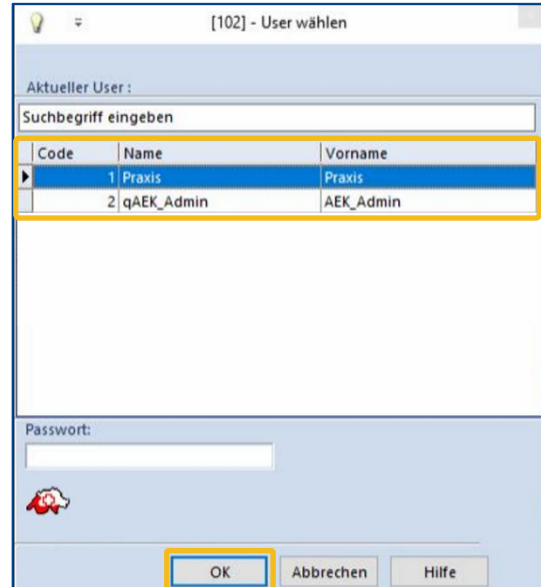 [102] - User wählen
Aktueller User :
Suchbegriff eingeben
Code Name Vorname
1 Praxis Praxis
2 qAEK_Admin AEK_Admin
Passwort:
OK Abbrechen Hilfe